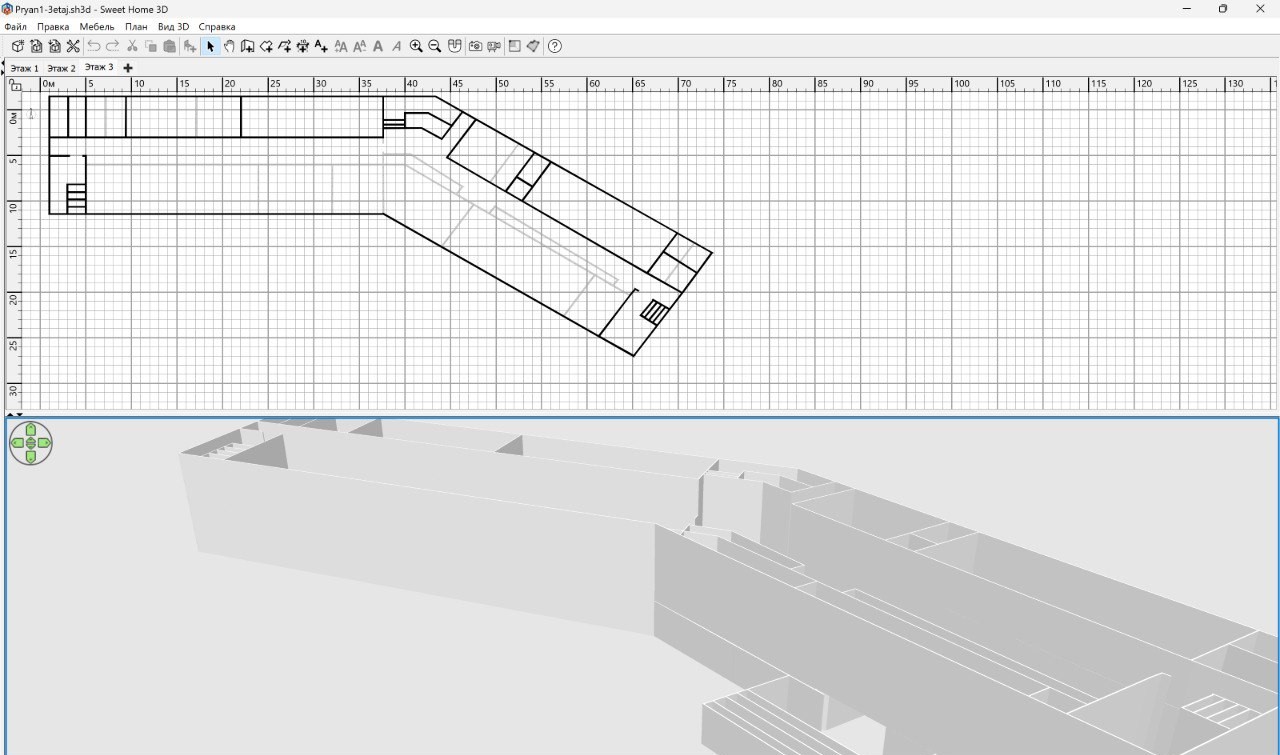 Pryan1-3etaj.sh3d - Sweet Home 3D
Файл Правка Мебель План Вид 3D Справка
Этаж 1 Этаж 2 Этаж 3
0м 5 10 15 20 25 30 35 40 45 50 55 60 65 70 75 80 85 90 95 100 105 110 115 120 125 130
0м
5
10
15
20
25
30